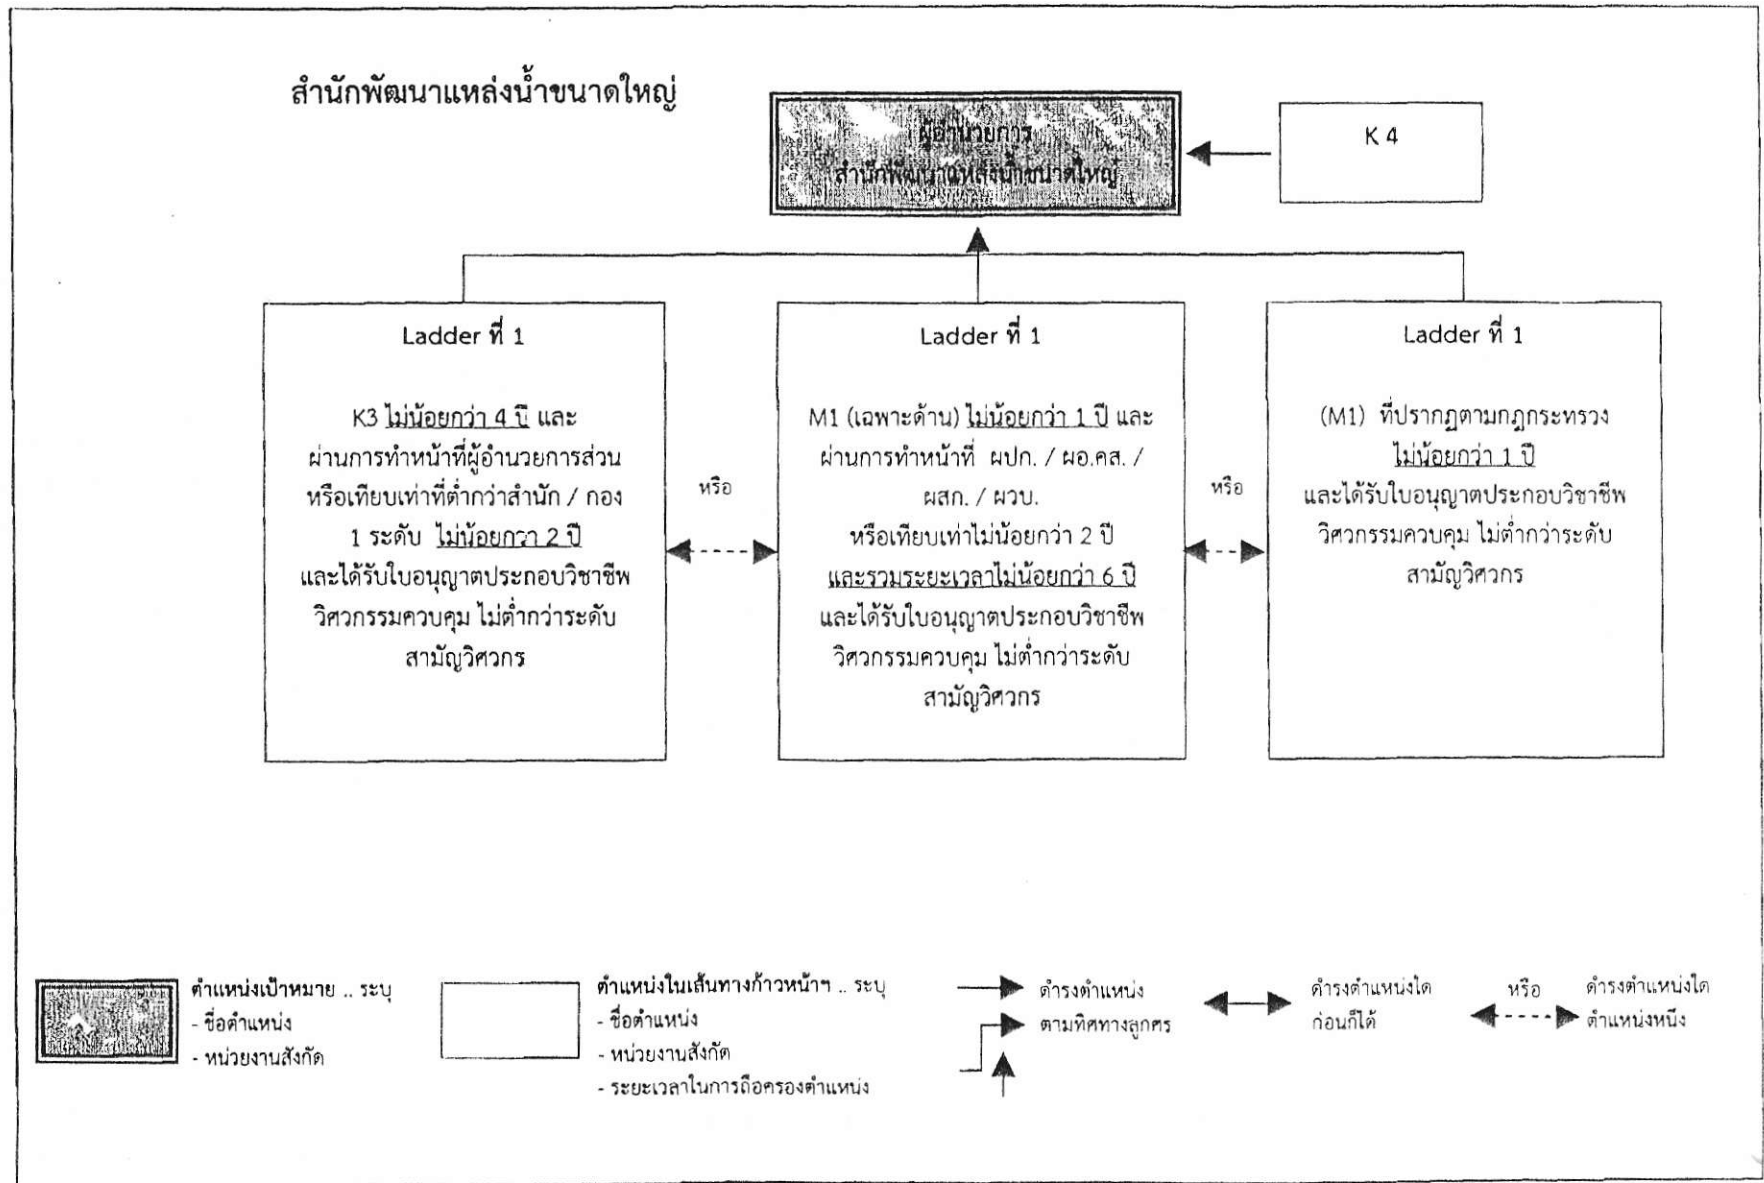 สำนักพัฒนาแหล่งน้ำขนาดใหญ่
ผู้อำนวยการ
สำนักพัฒนาแหล่งน้ำขนาดใหญ่
K 4
Ladder ที่ 1
K3 ไม่น้อยกว่า 4 ปี และ
ผ่านการทำหน้าที่ผู้อำนวยการส่วน
หรือเทียบเท่าที่ต่ำกว่าสำนัก / กอง
1 ระดับ ไม่น้อยกว่า 2 ปี
และได้รับใบอนุญาตประกอบวิชาชีพ
วิศวกรรมควบคุม ไม่ต่ำกว่าระดับ
สามัญวิศวกร
หรือ
Ladder ที่ 1
M1 (เฉพาะด้าน) ไม่น้อยกว่า 1 ปี และ
ผ่านการทำหน้าที่ ผปก. / ผอ.คส. /
ผสก. / ผวบ.
หรือเทียบเท่าไม่น้อยกว่า 2 ปี
และรวมระยะเวลาไม่น้อยกว่า 6 ปี
และได้รับใบอนุญาตประกอบวิชาชีพ
วิศวกรรมควบคุม ไม่ต่ำกว่าระดับ
สามัญวิศวกร
หรือ
Ladder ที่ 1
(M1) ที่ปรากฏตามกฎกระทรวง
ไม่น้อยกว่า 1 ปี
และได้รับใบอนุญาตประกอบวิชาชีพ
วิศวกรรมควบคุม ไม่ต่ำกว่าระดับ
สามัญวิศวกร
ตำแหน่งเป้าหมาย .. ระบุ
- ชื่อตำแหน่ง
- หน่วยงานสังกัด
ตำแหน่งในเส้นทางก้าวหน้าฯ .. ระบุ
- ชื่อตำแหน่ง
- หน่วยงานสังกัด
- ระยะเวลาในการถือครองตำแหน่ง
ดำรงตำแหน่ง
ตามทิศทางลูกศร
ดำรงตำแหน่งใด
ก่อนก็ได้
หรือ
ดำรงตำแหน่งใด
ตำแหน่งหนึ่ง